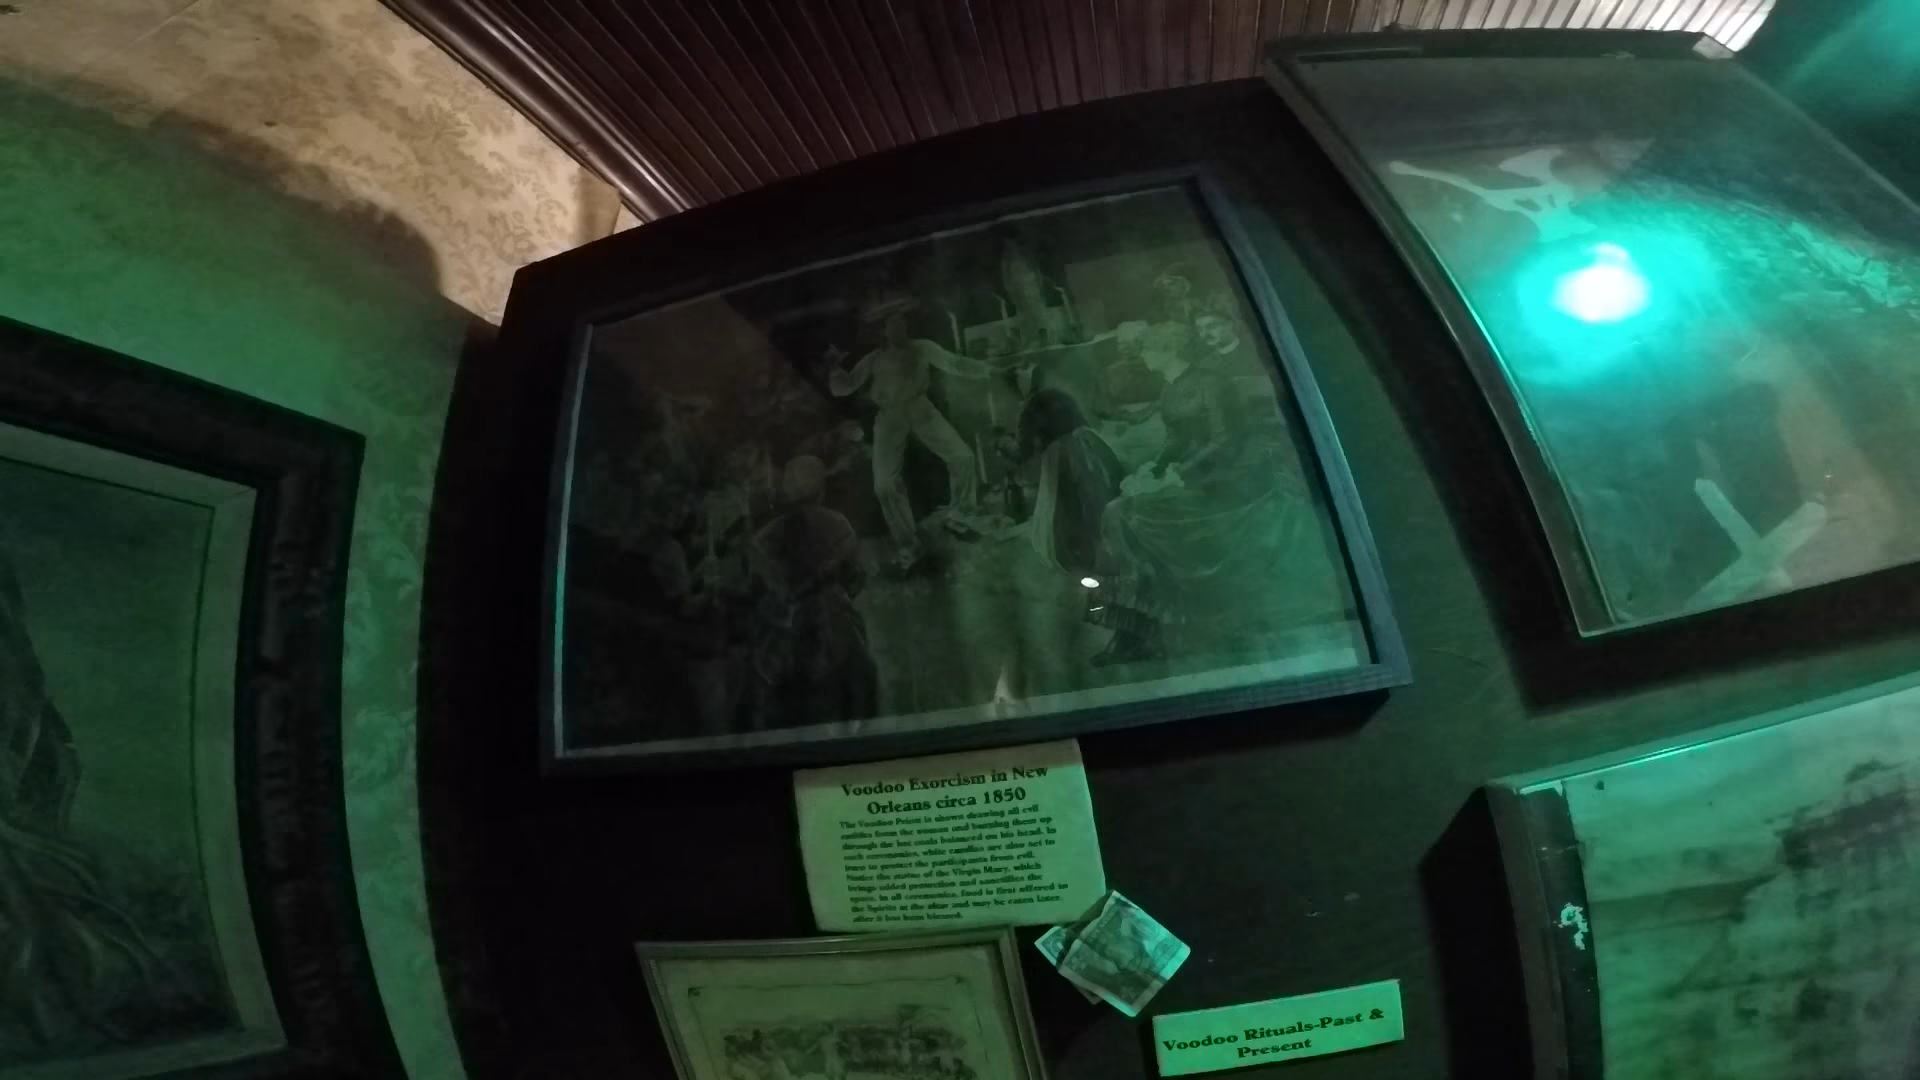 Voodoo Exorcism in New
Orleans circa 1850
The Voodoo Priest is shown drawing all evil
entities from the woman and burning them up
through the hot coals balanced on his head. In
such ceremonies, white candles are also set to
burn to protect the participants from evil.
Notice the statue of the Virgin Mary, which
brings added protection and sanctifies the
space. In all ceremonies, food is first offered to
the Spirits at the altar and may be eaten later
after it has been blessed.
Voodoo Rituals-Past &
Present